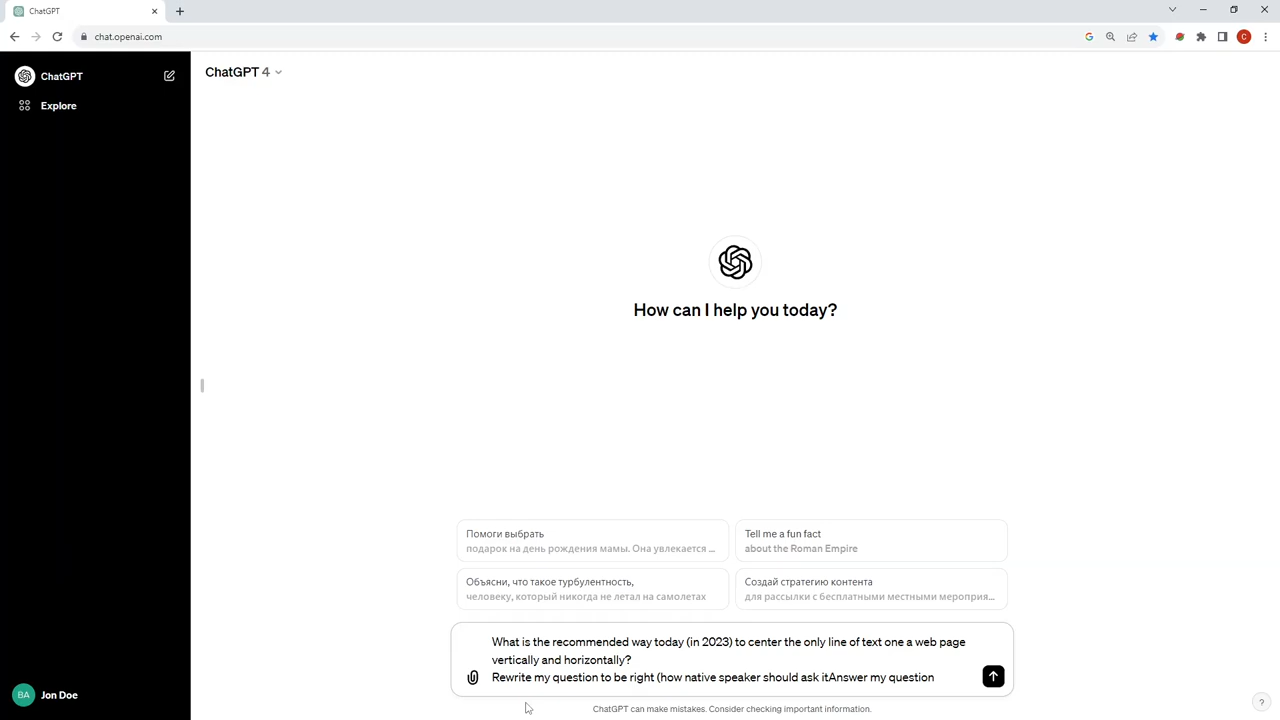 ChatGPT
chat.openai.com
ChatGPT
Explore
ChatGPT 4
How can I help you today?
Помоги выбрать
подарок на день рождения мамы. Она увлекается ...
Tell me a fun fact
about the Roman Empire
Объясни, что такое турбулентность,
человеку, который никогда не летал на самолетах
Создай стратегию контента
для рассылки с бесплатными местными мероприя...
What is the recommended way today (in 2023) to center the only line of text one a web page
vertically and horizontally?
Rewrite my question to be right (how native speaker should ask itAnswer my question
BA Jon Doe
ChatGPT can make mistakes. Consider checking important information.
G
C
?